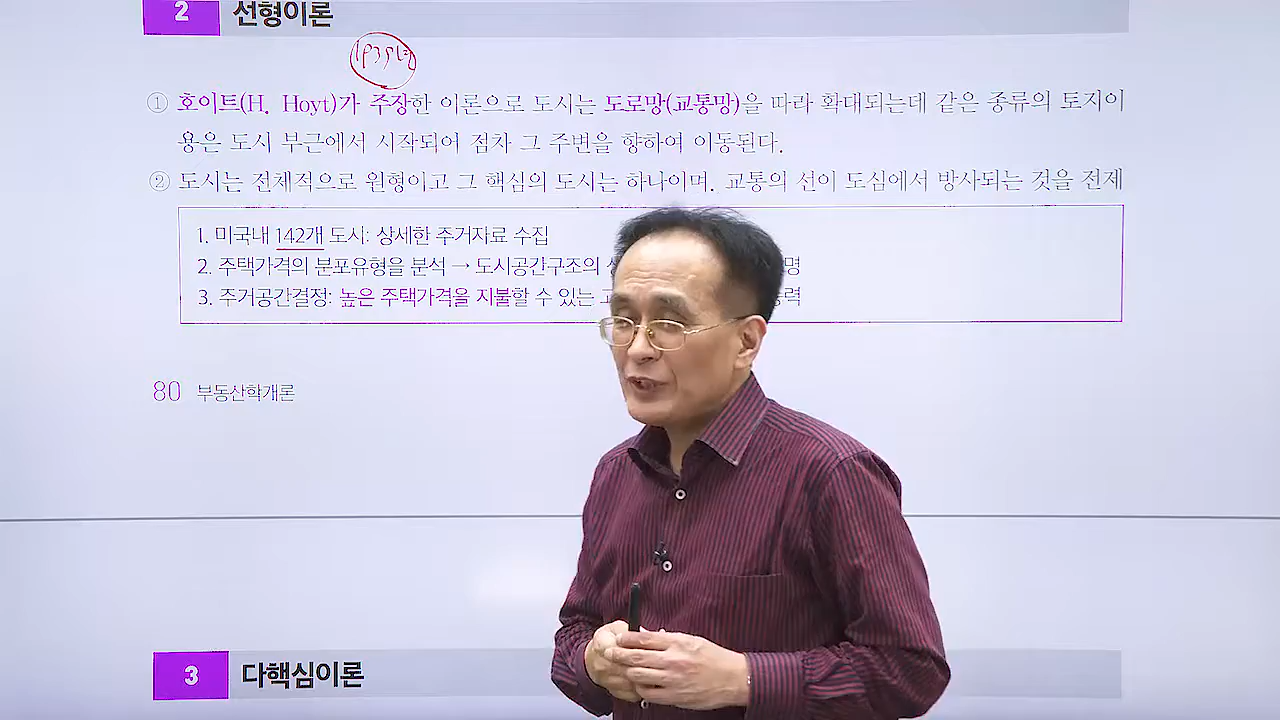 2 선형이론
1939년
① 호이트(H. Hoyt)가 주장한 이론으로 도시는 도로망(교통망)을 따라 확대되는데 같은 종류의 토지이
용은 도시 부근에서 시작되어 점차 그 주변을 향하여 이동된다.
② 도시는 전체적으로 원형이고 그 핵심의 도시는 하나이며, 교통의 선이 도심에서 방사되는 것을 전제
1. 미국내 142개 도시: 상세한 주거자료 수집
2. 주택가격의 분포유형을 분석 → 도시공간구조의 명
3. 주거공간결정: 높은 주택가격을 지불할 수 있는
80 부동산학개론
3 다핵심이론